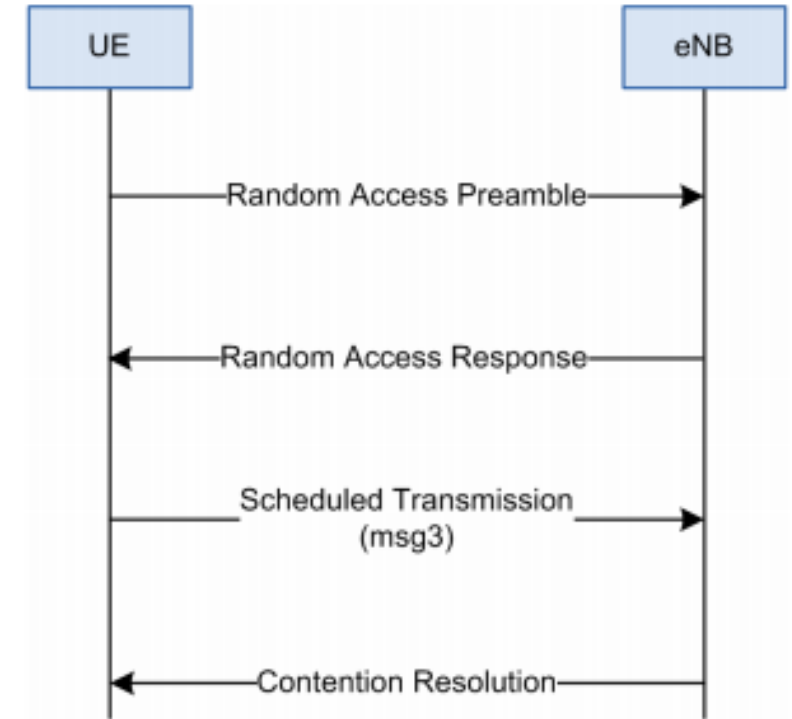 UE
eNB
Random Access Preamble
Random Access Response
Scheduled Transmission
(msg3)
Contention Resolution